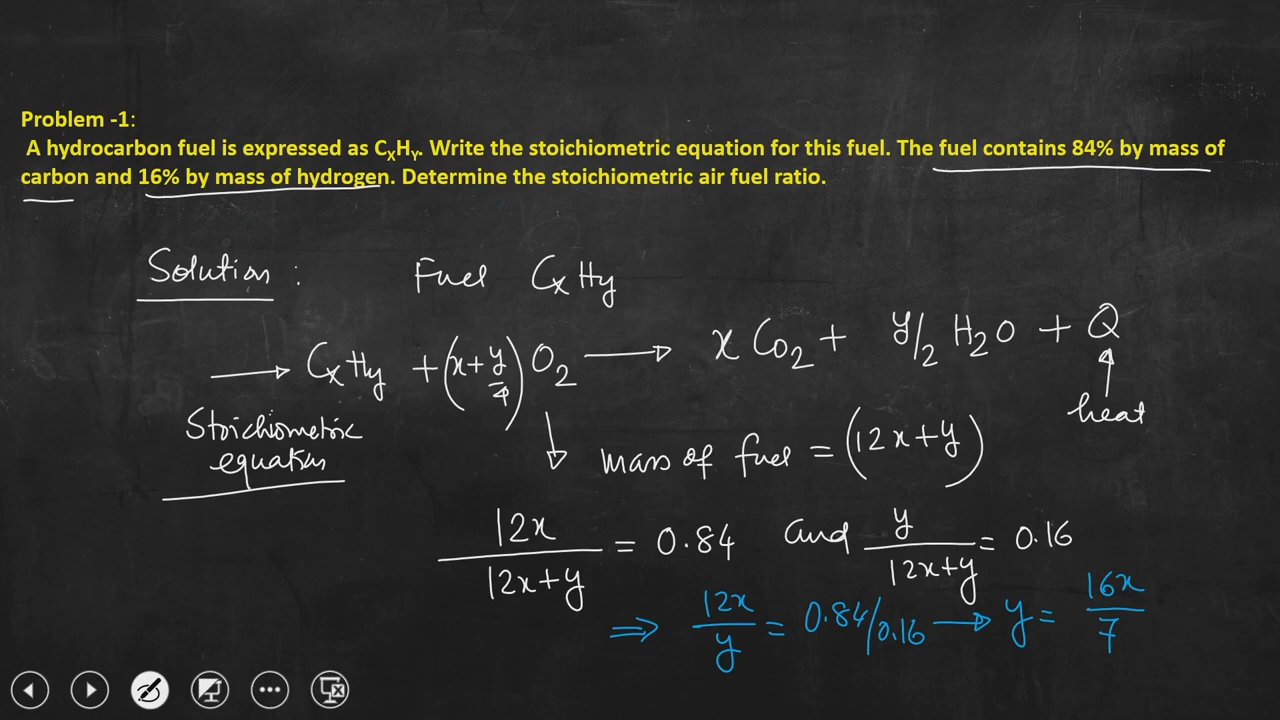 Problem -1:
A hydrocarbon fuel is expressed as CₓHᵧ. Write the stoichiometric equation for this fuel. The fuel contains 84% by mass of
carbon and 16% by mass of hydrogen. Determine the stoichiometric air fuel ratio.
Solution : Fuel CxHy
→ CxHy + (x+y/4) O2 → x Co2 + y/2 H2O + Q
heat
Stoichiometric
equation
↓ mass of fuel = (12x+y)
12x/(12x+y) = 0.84 and y/(12x+y) = 0.16
⇒ 12x/y = 0.84/0.16 → y = 16x/7